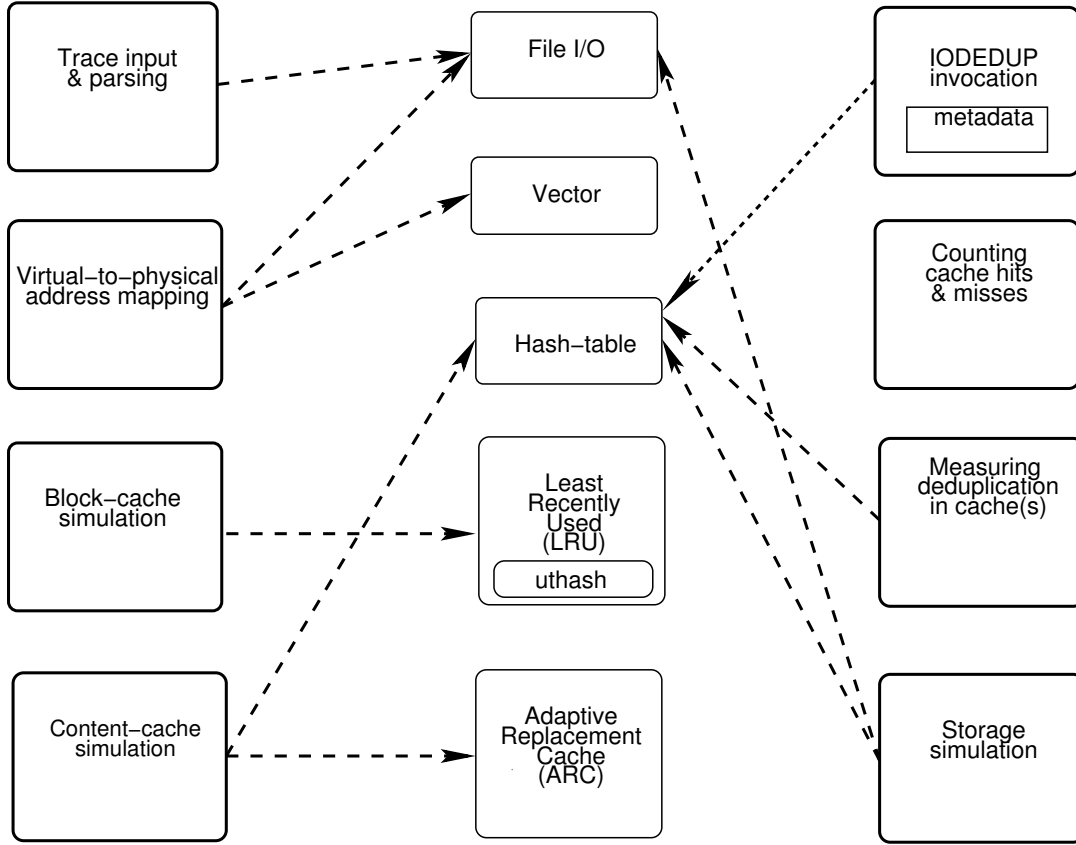 Trace input
& parsing
Virtual−to−physical
address mapping
Block−cache
simulation
Content−cache
simulation
File I/O
Vector
Hash−table
Least
Recently
Used
(LRU)
uthash
Adaptive
Replacement
Cache
(ARC)
IODEDUP
invocation
metadata
Counting
cache hits
& misses
Measuring
deduplication
in cache(s)
Storage
simulation